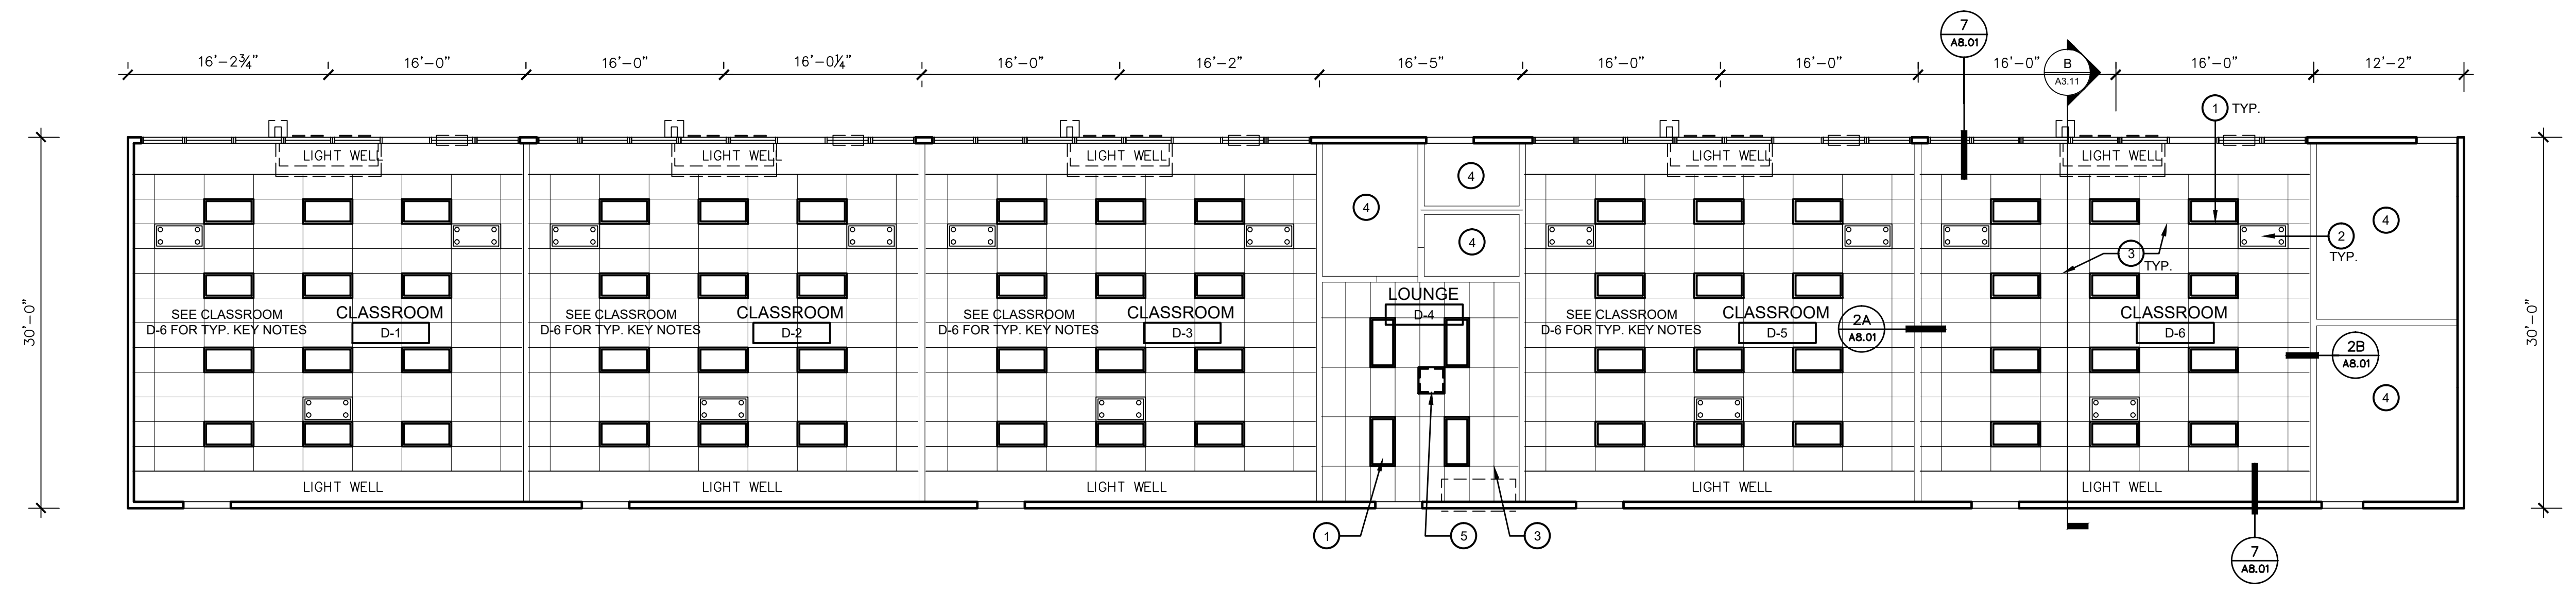 7
A8.01
16'-2¾" 16'-0" 16'-0" 16'-0¼" 16'-0" 16'-2" 16'-5" 16'-0" 16'-0" 16'-0" 16'-0" 12'-2"
B
A3.11
1 TYP.
LIGHT WELL LIGHT WELL LIGHT WELL LIGHT WELL LIGHT WELL
4
4
4
4
4
2
TYP.
3
TYP.
30'-0"
30'-0"
SEE CLASSROOM
D-6 FOR TYP. KEY NOTES
CLASSROOM
D-1
SEE CLASSROOM
D-6 FOR TYP. KEY NOTES
CLASSROOM
D-2
SEE CLASSROOM
D-6 FOR TYP. KEY NOTES
CLASSROOM
D-3
LOUNGE
D-4
SEE CLASSROOM
D-6 FOR TYP. KEY NOTES
CLASSROOM
D-5
2A
A8.01
CLASSROOM
D-6
2B
A8.01
LIGHT WELL LIGHT WELL LIGHT WELL LIGHT WELL LIGHT WELL
1 5 3
7
A8.01